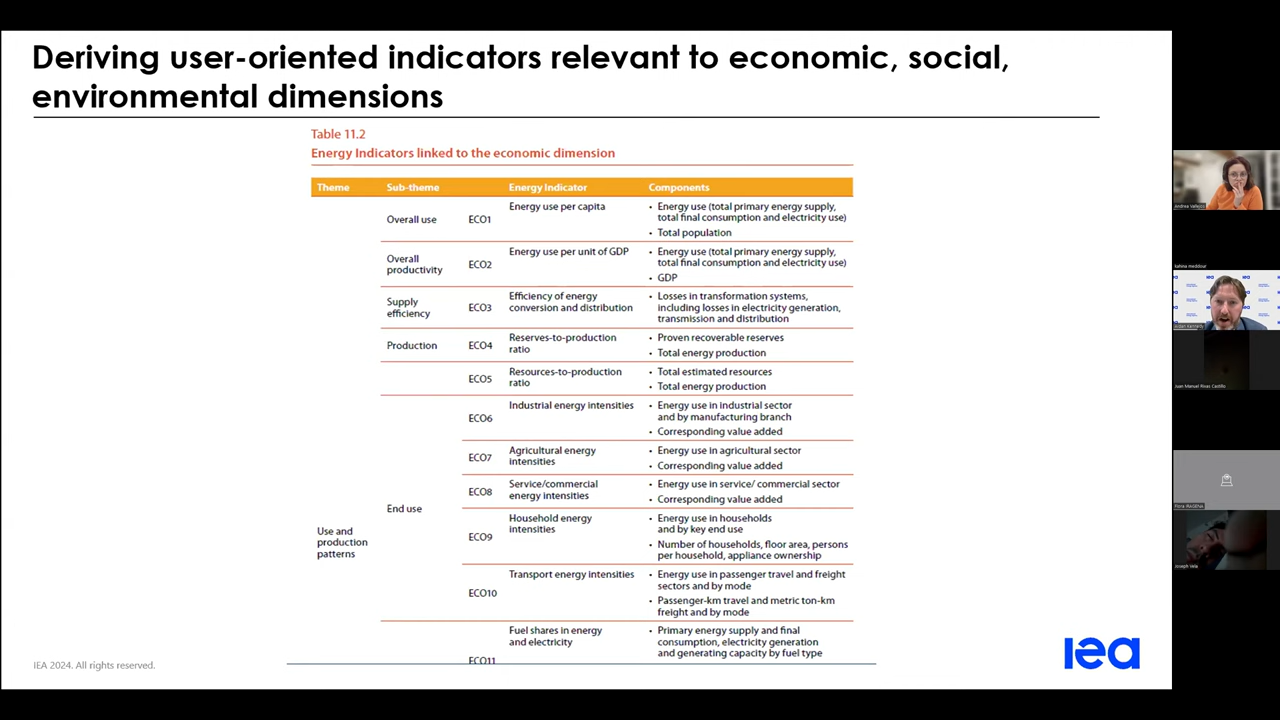 Deriving user-oriented indicators relevant to economic, social,
environmental dimensions
Table 11.2
Energy Indicators linked to the economic dimension
Theme Sub-theme Energy Indicator Components
Overall use ECO1 Energy use per capita • Energy use (total primary energy supply,
total final consumption and electricity use)
• Total population
Overall
productivity ECO2 Energy use per unit of GDP • Energy use (total primary energy supply,
total final consumption and electricity use)
• GDP
Supply
efficiency ECO3 Efficiency of energy
conversion and distribution • Losses in transformation systems,
including losses in electricity generation,
transmission and distribution
Production ECO4 Reserves-to-production
ratio • Proven recoverable reserves
• Total energy production
ECO5 Resources-to-production
ratio • Total estimated resources
• Total energy production
Use and
production
patterns
End use
ECO6 Industrial energy intensities • Energy use in industrial sector
and by manufacturing branch
• Corresponding value added
ECO7 Agricultural energy
intensities • Energy use in agricultural sector
• Corresponding value added
ECO8 Service/commercial
energy intensities • Energy use in service/ commercial sector
• Corresponding value added
ECO9 Household energy
intensities • Energy use in households
and by key end use
• Number of households, floor area, persons
per household, appliance ownership
ECO10 Transport energy intensities • Energy use in passenger travel and freight
sectors and by mode
• Passenger-km travel and metric ton-km
freight and by mode
ECO11 Fuel shares in energy
and electricity • Primary energy supply and final
consumption, electricity generation
and generating capacity by fuel type
IEA 2024. All rights reserved.
iea
Andrea Vallejos
iea
Juan Manuel Rivas Castillo
Joseph Vela